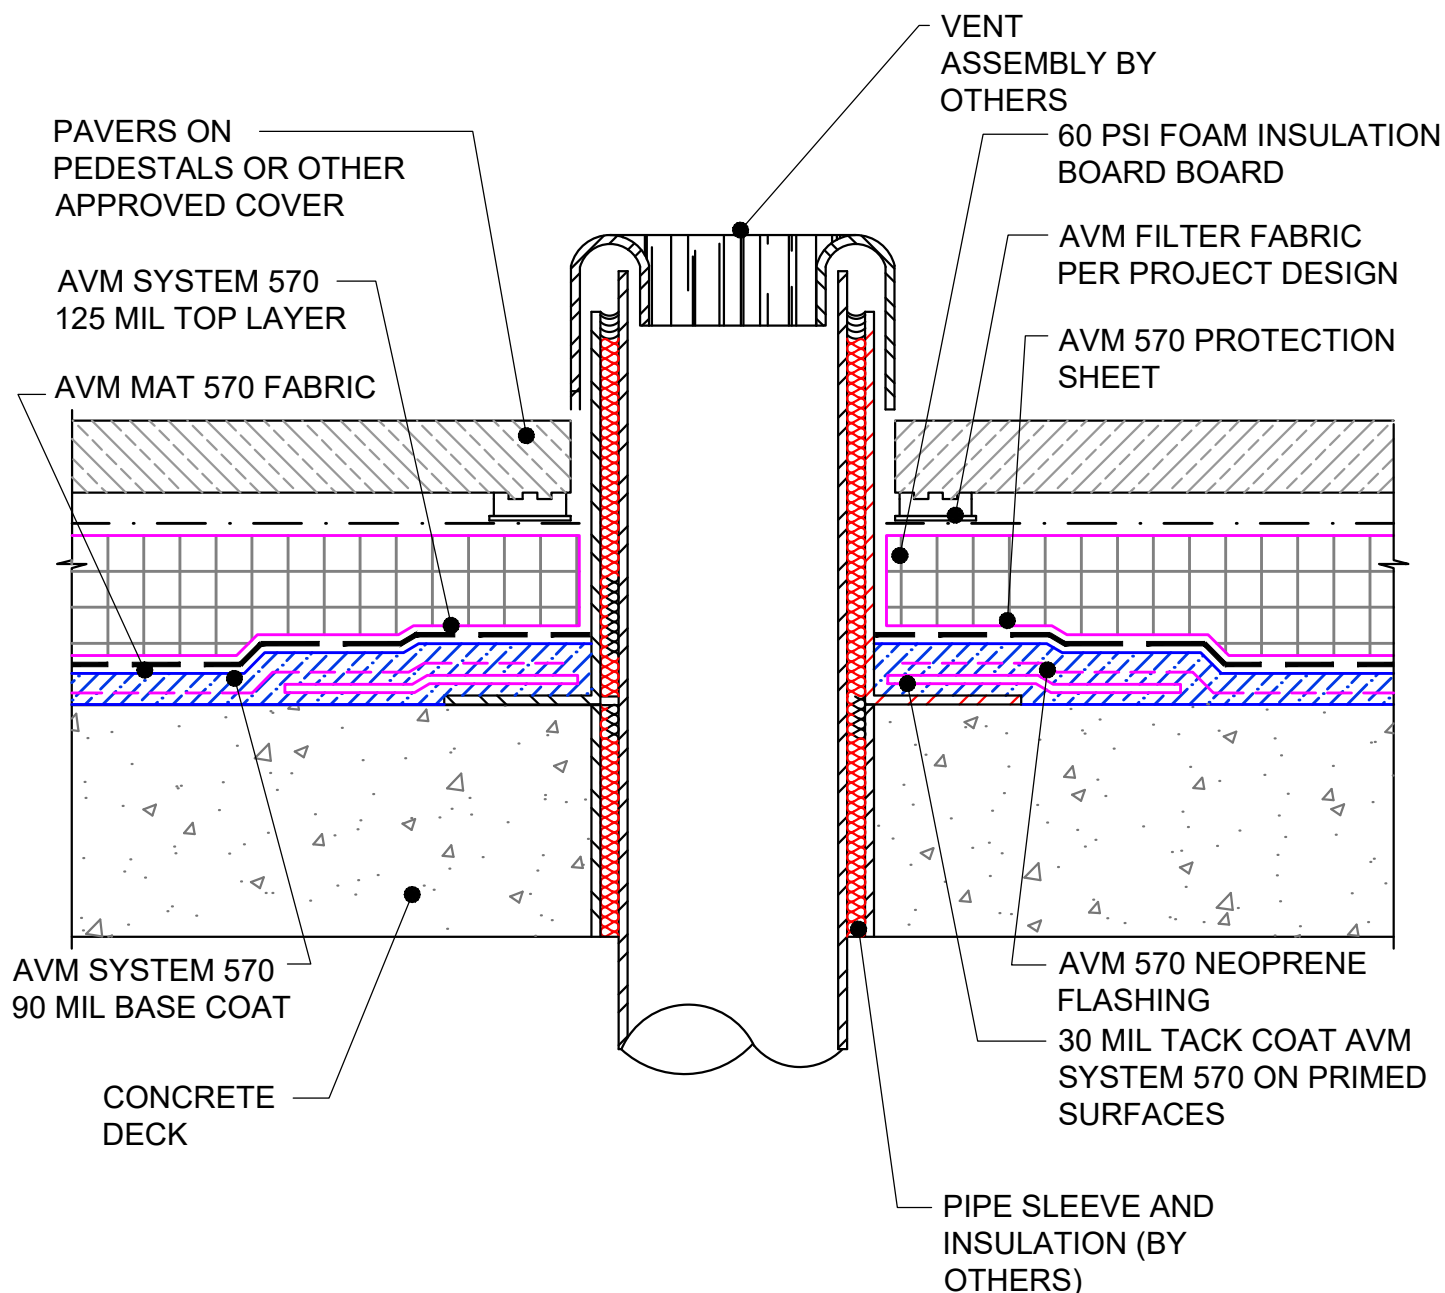 VENT
ASSEMBLY BY
OTHERS
PAVERS ON
PEDESTALS OR OTHER
APPROVED COVER
60 PSI FOAM INSULATION
BOARD BOARD
AVM FILTER FABRIC
PER PROJECT DESIGN
AVM SYSTEM 570
125 MIL TOP LAYER
AVM 570 PROTECTION
SHEET
AVM MAT 570 FABRIC
AVM SYSTEM 570
90 MIL BASE COAT
AVM 570 NEOPRENE
FLASHING
30 MIL TACK COAT AVM
SYSTEM 570 ON PRIMED
SURFACES
CONCRETE
DECK
PIPE SLEEVE AND
INSULATION (BY
OTHERS)